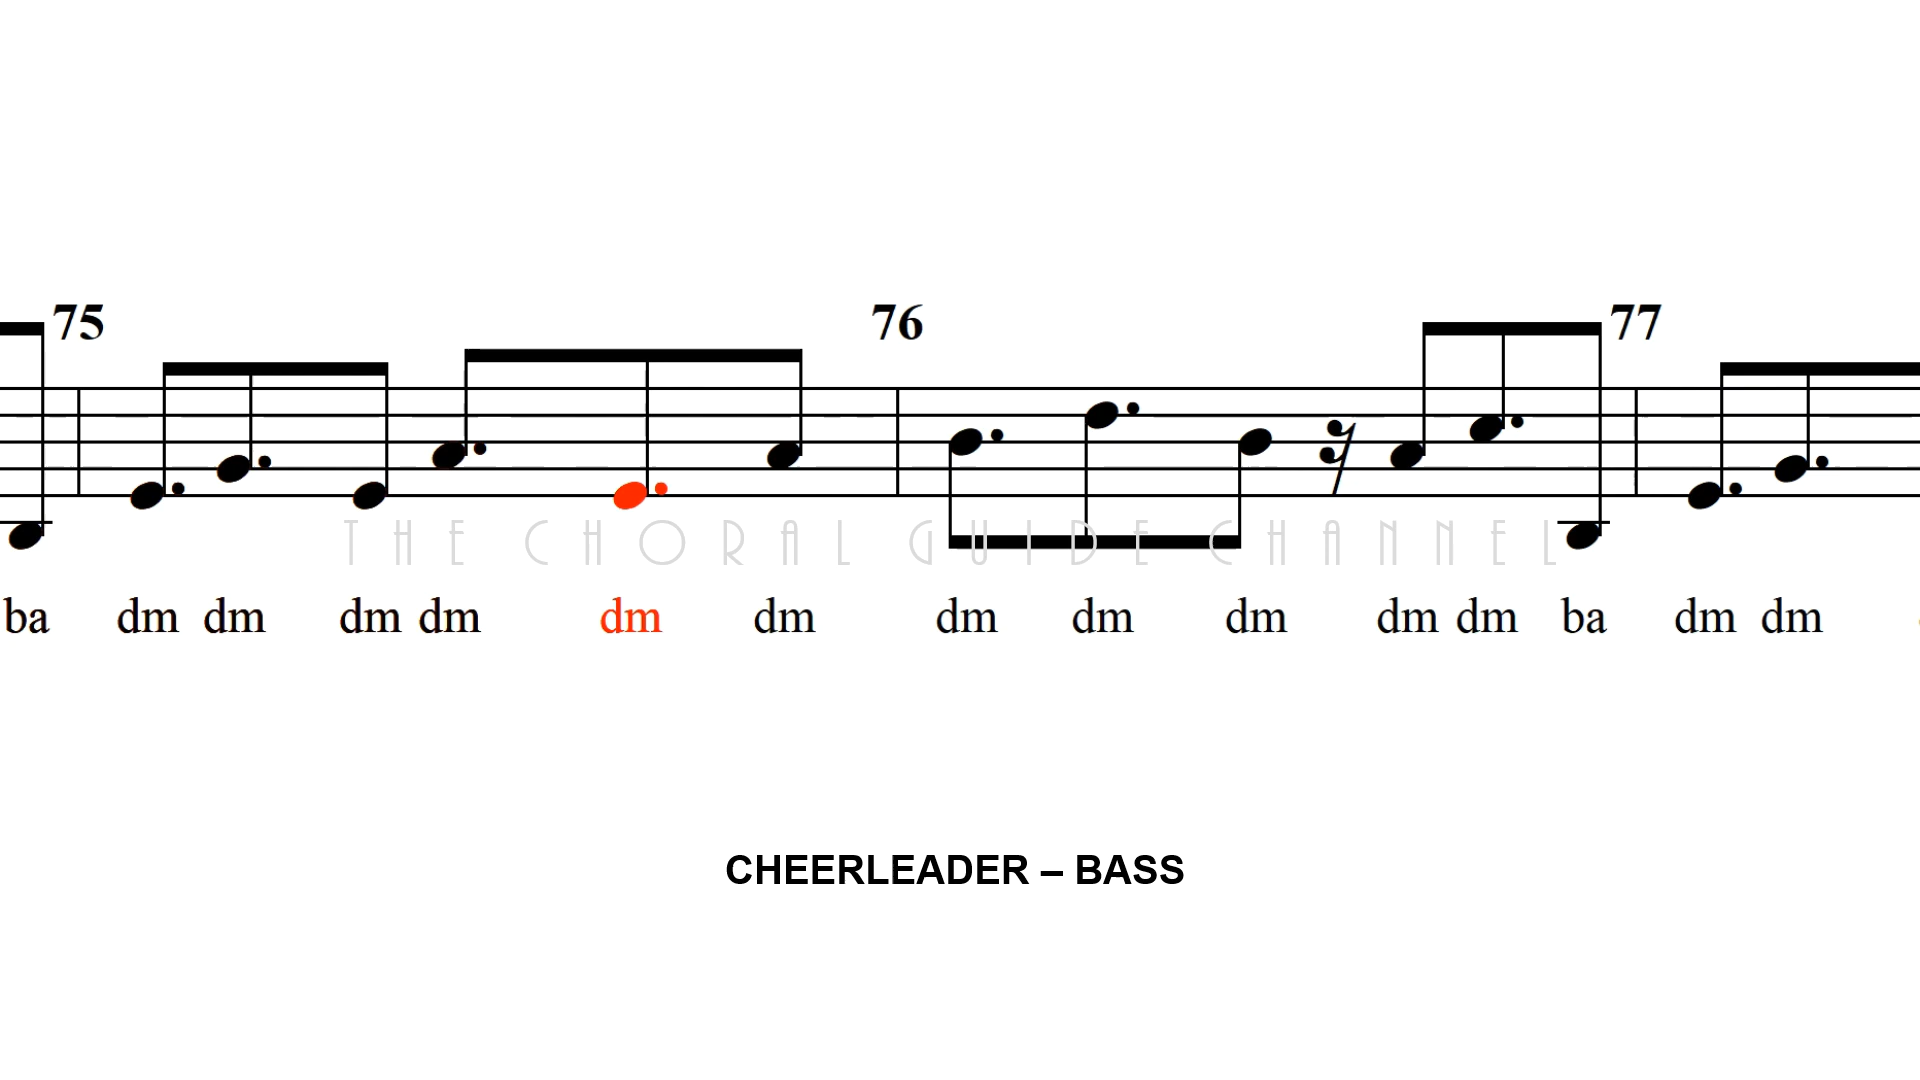 75 76 77
THE CHORAL GUIDE CHANNEL
ba dm dm dm dm dm dm dm dm dm dm dm ba dm dm
CHEERLEADER – BASS